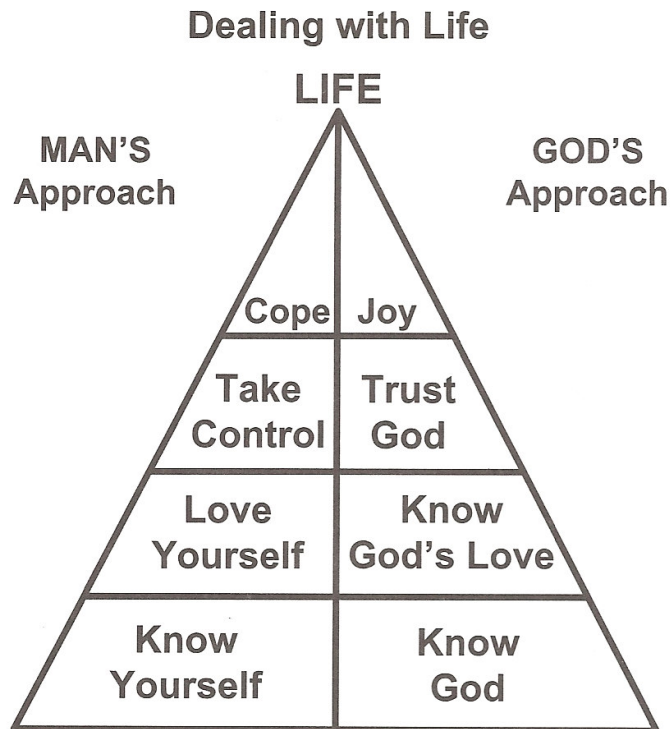 Dealing with Life
LIFE
MAN'S
Approach
GOD'S
Approach
Cope
Joy
Take
Control
Trust
God
Love
Yourself
Know
God's Love
Know
Yourself
Know
God